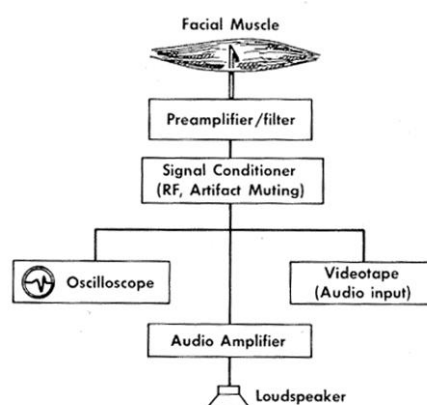 Facial Muscle
Preamplifier/filter
Signal Conditioner
(RF, Artifact Muting)
Oscilloscope
Videotape
(Audio input)
Audio Amplifier
Loudspeaker